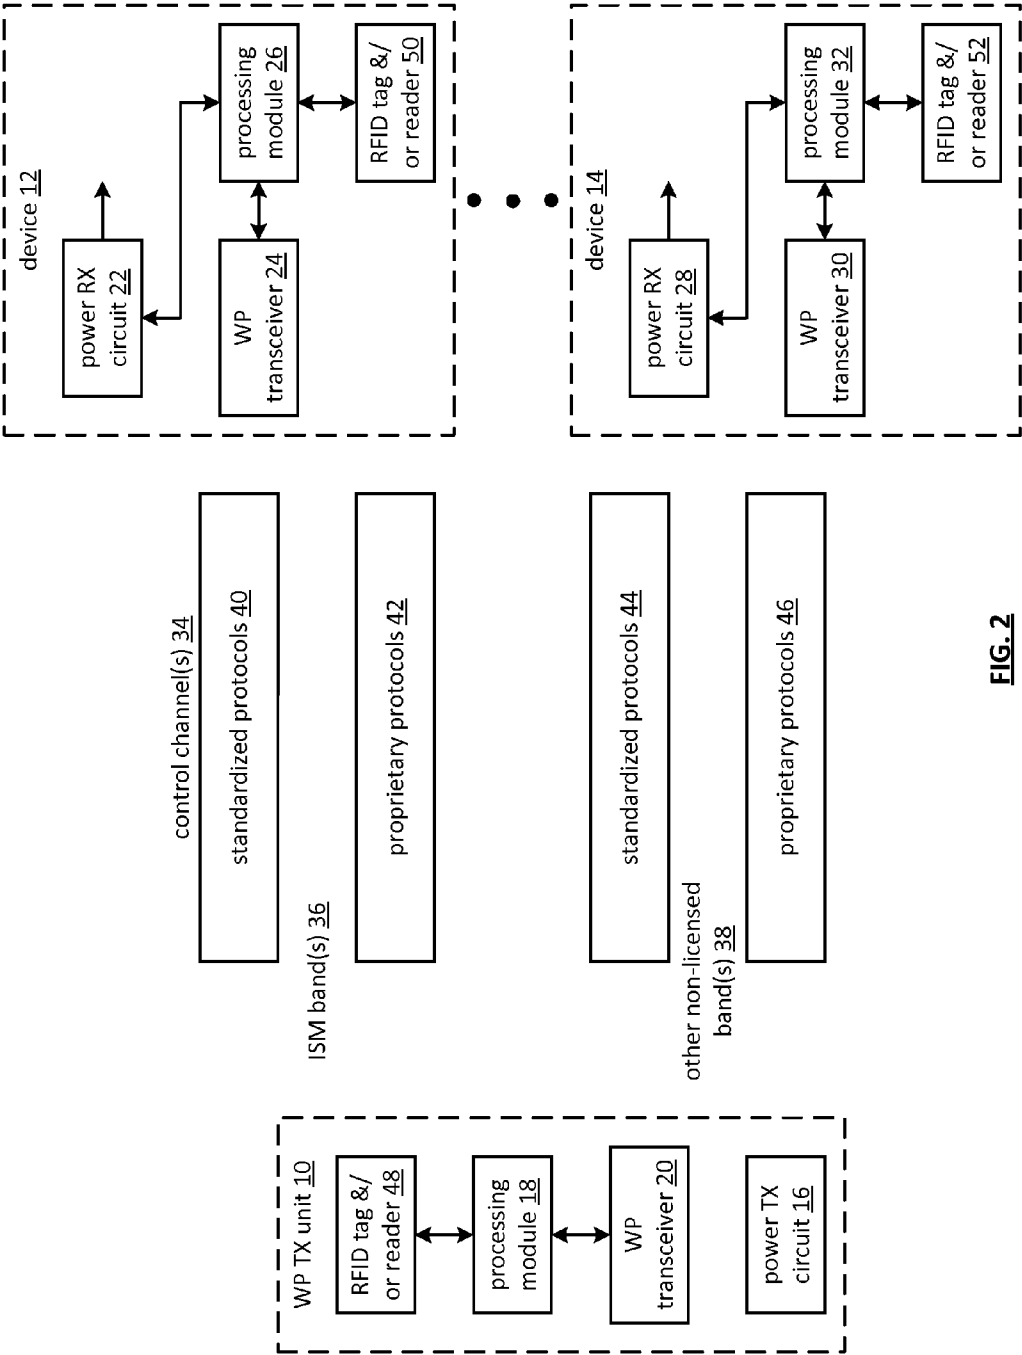 WP TX unit 10
RFID tag &/
or reader 48
processing
module 18
WP
transceiver 20
power TX
circuit 16
control channel(s) 34
standardized protocols 40
ISM band(s) 36
proprietary protocols 42
standardized protocols 44
other non-licensed
band(s) 38
proprietary protocols 46
device 12
power RX
circuit 22
processing
module 26
WP
transceiver 24
RFID tag &/
or reader 50
device 14
power RX
circuit 28
processing
module 32
WP
transceiver 30
RFID tag &/
or reader 52
FIG. 2